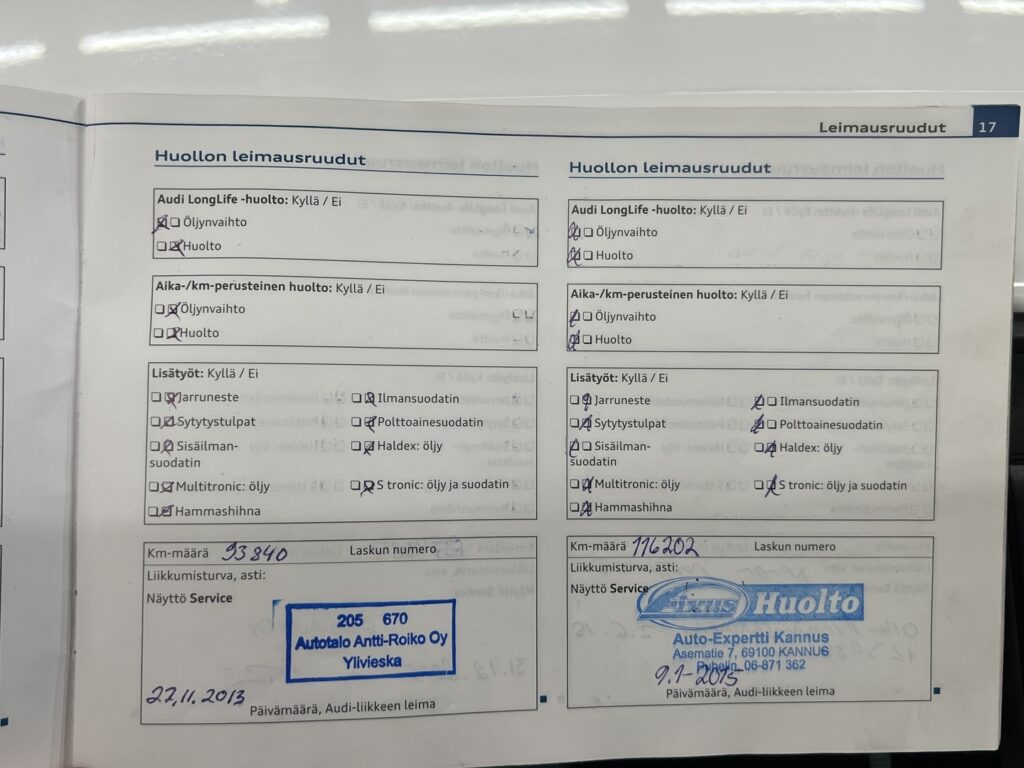 Leimausruudut 17
Huollon leimausruudut
Audi LongLife -huolto: Kyllä / Ei
Öljynvaihto
Huolto
Aika-/km-perusteinen huolto: Kyllä / Ei
Öljynvaihto
Huolto
Lisätyöt: Kyllä / Ei
Jarruneste Ilmansuodatin
Sytytystulpat Polttoainesuodatin
Sisäilman- Haldex: öljy
suodatin
Multitronic: öljy S tronic: öljy ja suodatin
Hammashihna
Km-määrä 93840 Laskun numero
Liikkumisturva, asti:
Näyttö Service
205 670
Autotalo Antti-Roiko Oy
Ylivieska
22.11.2013
Päivämäärä, Audi-liikkeen leima
Huollon leimausruudut
Audi LongLife -huolto: Kyllä / Ei
Öljynvaihto
Huolto
Aika-/km-perusteinen huolto: Kyllä / Ei
Öljynvaihto
Huolto
Lisätyöt: Kyllä / Ei
Jarruneste Ilmansuodatin
Sytytystulpat Polttoainesuodatin
Sisäilman- Haldex: öljy
suodatin
Multitronic: öljy S tronic: öljy ja suodatin
Hammashihna
Km-määrä 116202 Laskun numero
Liikkumisturva, asti:
Näyttö Service
Fixus Huolto
Auto-Expertti Kannus
Asematie 7, 69100 KANNUS
Puhelin 06-871 362
9.1-2015
Päivämäärä, Audi-liikkeen leima